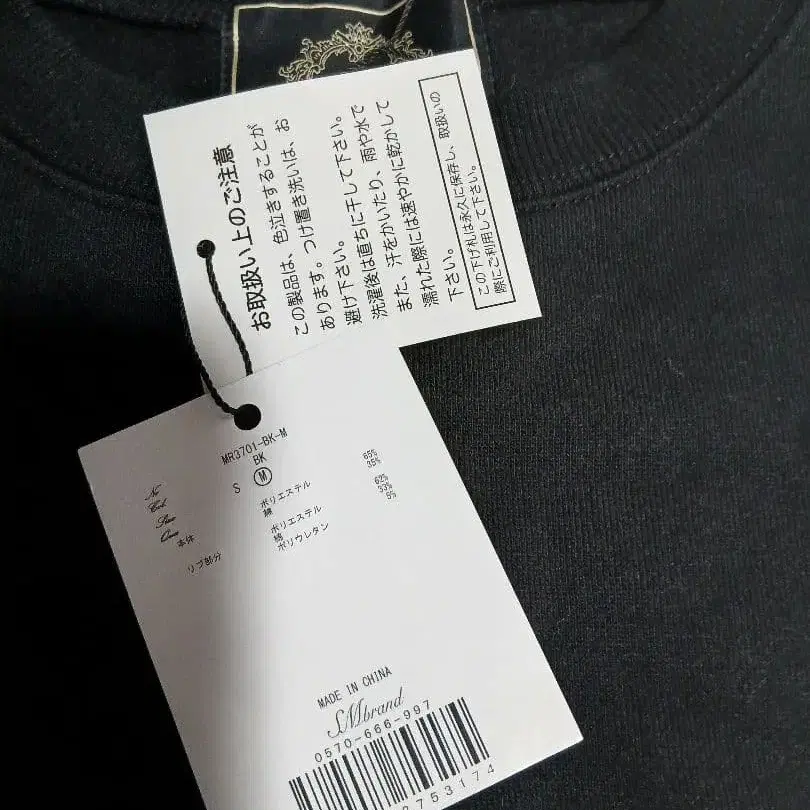 お取扱い上のご注意
この製品は、色泣きすることが
あります。つけ置き洗いは、お
避け下さい。
洗濯後は直ちに干して下さい。
また、汗をかいたり、雨や水で
濡れた際には速やかに乾かして
下さい。
この下げ札は永久に保存し、取扱いの
際にご利用して下さい。
MR3701-BK-M
BK
S M
本体 ポリエステル 65%
綿 35%
リブ部分 ポリエステル 62%
綿 33%
ポリウレタン 5%
MADE IN CHINA
SMbrand
0570-666-997
2753174